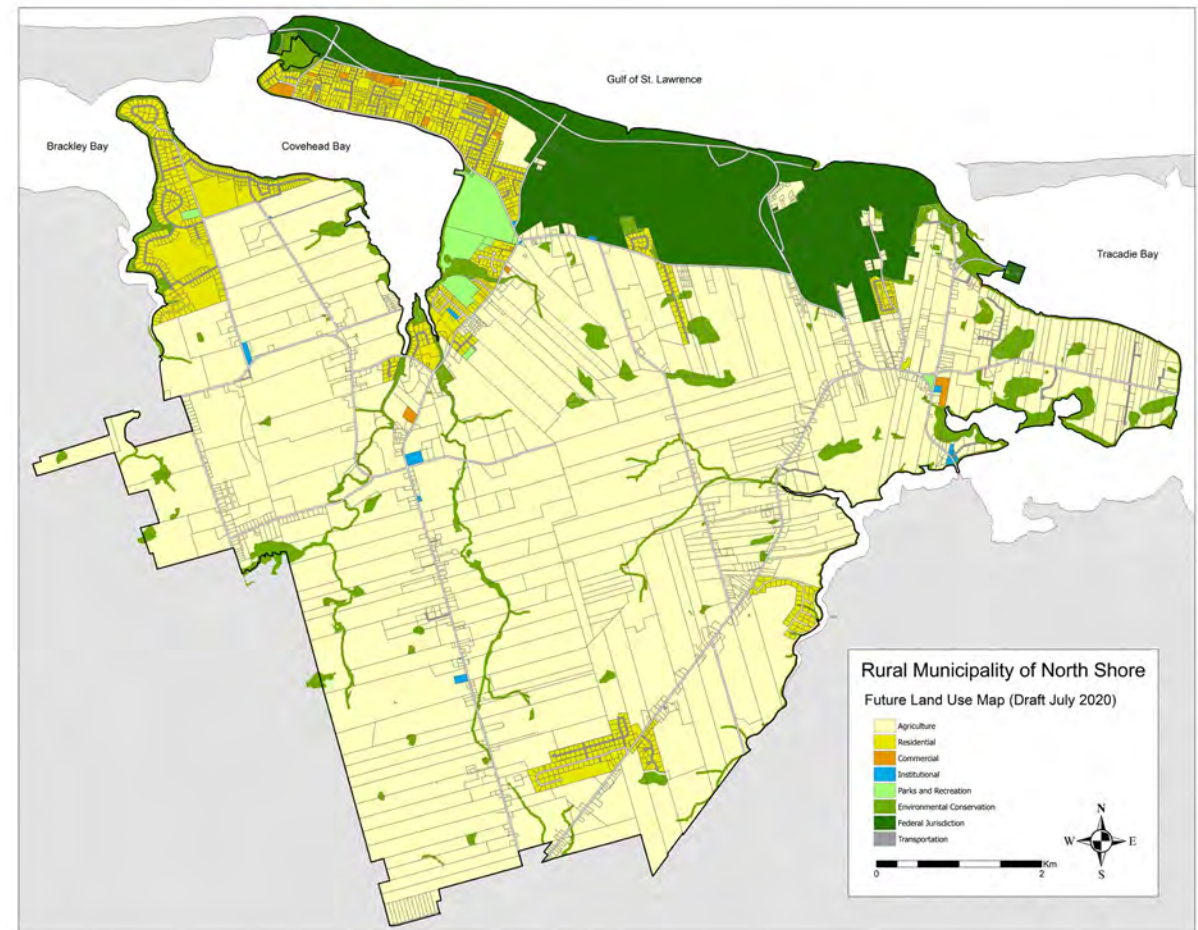 Gulf of St. Lawrence
Brackley Bay
Covehead Bay
Tracadie Bay
Rural Municipality of North Shore
Future Land Use Map (Draft July 2020)
Agriculture
Residential
Commercial
Institutional
Parks and Recreation
Environmental Conservation
Federal Jurisdiction
Transportation
N
W E
S
Km
0 2